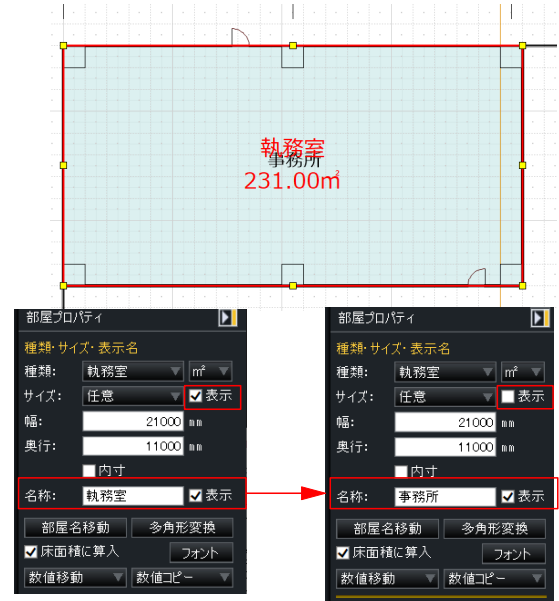 執務室
事務所
231.00㎡
部屋プロパティ
種類・サイズ・表示名
種類: 執務室 ㎡
サイズ: 任意 表示
幅: 21000 mm
奥行: 11000 mm
内寸
名称: 執務室 表示
部屋名移動 多角形変換
床面積に算入 フォント
数値移動 数値コピー
部屋プロパティ
種類・サイズ・表示名
種類: 執務室 ㎡
サイズ: 任意 表示
幅: 21000 mm
奥行: 11000 mm
内寸
名称: 事務所 表示
部屋名移動 多角形変換
床面積に算入 フォント
数値移動 数値コピー